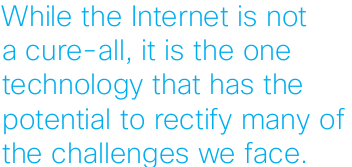 While the Internet is not
a cure-all, it is the one
technology that has the
potential to rectify many of
the challenges we face.